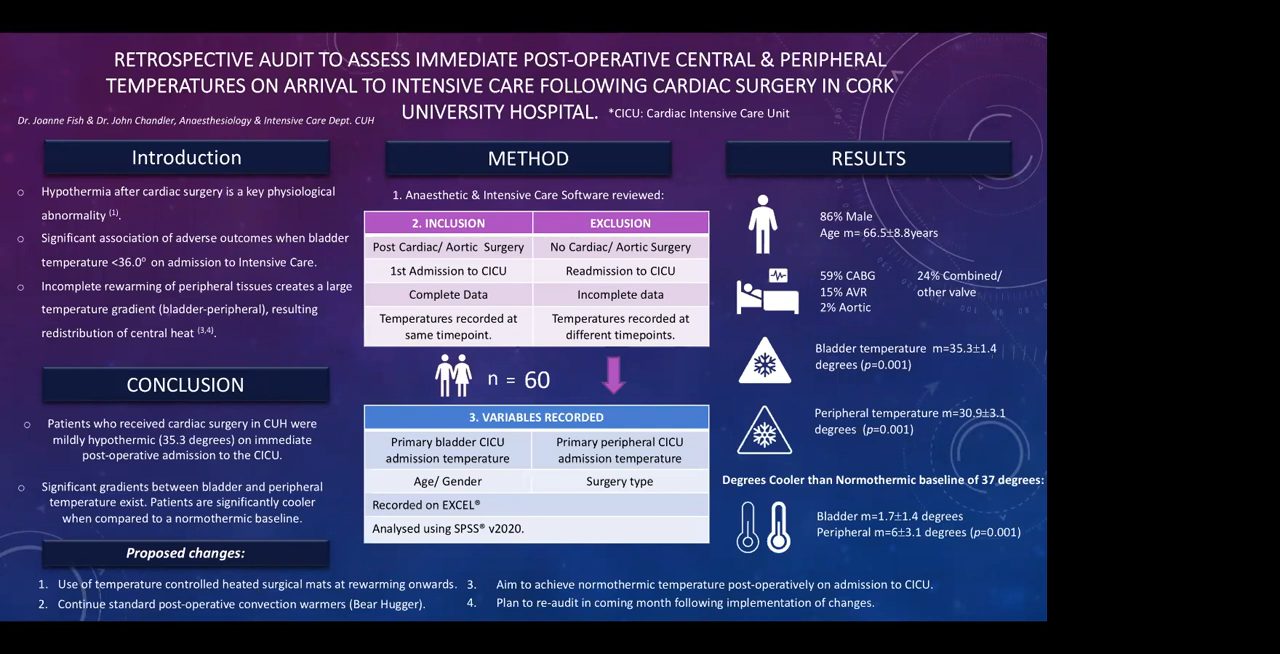 RETROSPECTIVE AUDIT TO ASSESS IMMEDIATE POST-OPERATIVE CENTRAL & PERIPHERAL
TEMPERATURES ON ARRIVAL TO INTENSIVE CARE FOLLOWING CARDIAC SURGERY IN CORK
UNIVERSITY HOSPITAL. *CICU: Cardiac Intensive Care Unit
Dr. Joanne Fish & Dr. John Chandler, Anaesthesiology & Intensive Care Dept. CUH
Introduction
○ Hypothermia after cardiac surgery is a key physiological
abnormality (1).
○ Significant association of adverse outcomes when bladder
temperature <36.0° on admission to Intensive Care.
○ Incomplete rewarming of peripheral tissues creates a large
temperature gradient (bladder-peripheral), resulting
redistribution of central heat (3,4).
CONCLUSION
○ Patients who received cardiac surgery in CUH were
mildly hypothermic (35.3 degrees) on immediate
post-operative admission to the CICU.
○ Significant gradients between bladder and peripheral
temperature exist. Patients are significantly cooler
when compared to a normothermic baseline.
METHOD
1. Anaesthetic & Intensive Care Software reviewed:
2. INCLUSION EXCLUSION
Post Cardiac/ Aortic Surgery No Cardiac/ Aortic Surgery
1st Admission to CICU Readmission to CICU
Complete Data Incomplete data
Temperatures recorded at Temperatures recorded at
same timepoint. different timepoints.
n = 60
3. VARIABLES RECORDED
Primary bladder CICU Primary peripheral CICU
admission temperature admission temperature
Age/ Gender Surgery type
Recorded on EXCEL®
Analysed using SPSS® v2020.
RESULTS
86% Male
Age m= 66.5±8.8years
59% CABG 24% Combined/
15% AVR other valve
2% Aortic
Bladder temperature m=35.3±1.4
degrees (p=0.001)
Peripheral temperature m=30.9±3.1
degrees (p=0.001)
Degrees Cooler than Normothermic baseline of 37 degrees:
Bladder m=1.7±1.4 degrees
Peripheral m=6±3.1 degrees (p=0.001)
Proposed changes:
1. Use of temperature controlled heated surgical mats at rewarming onwards.
2. Continue standard post-operative convection warmers (Bear Hugger).
3. Aim to achieve normothermic temperature post-operatively on admission to CICU.
4. Plan to re-audit in coming month following implementation of changes.